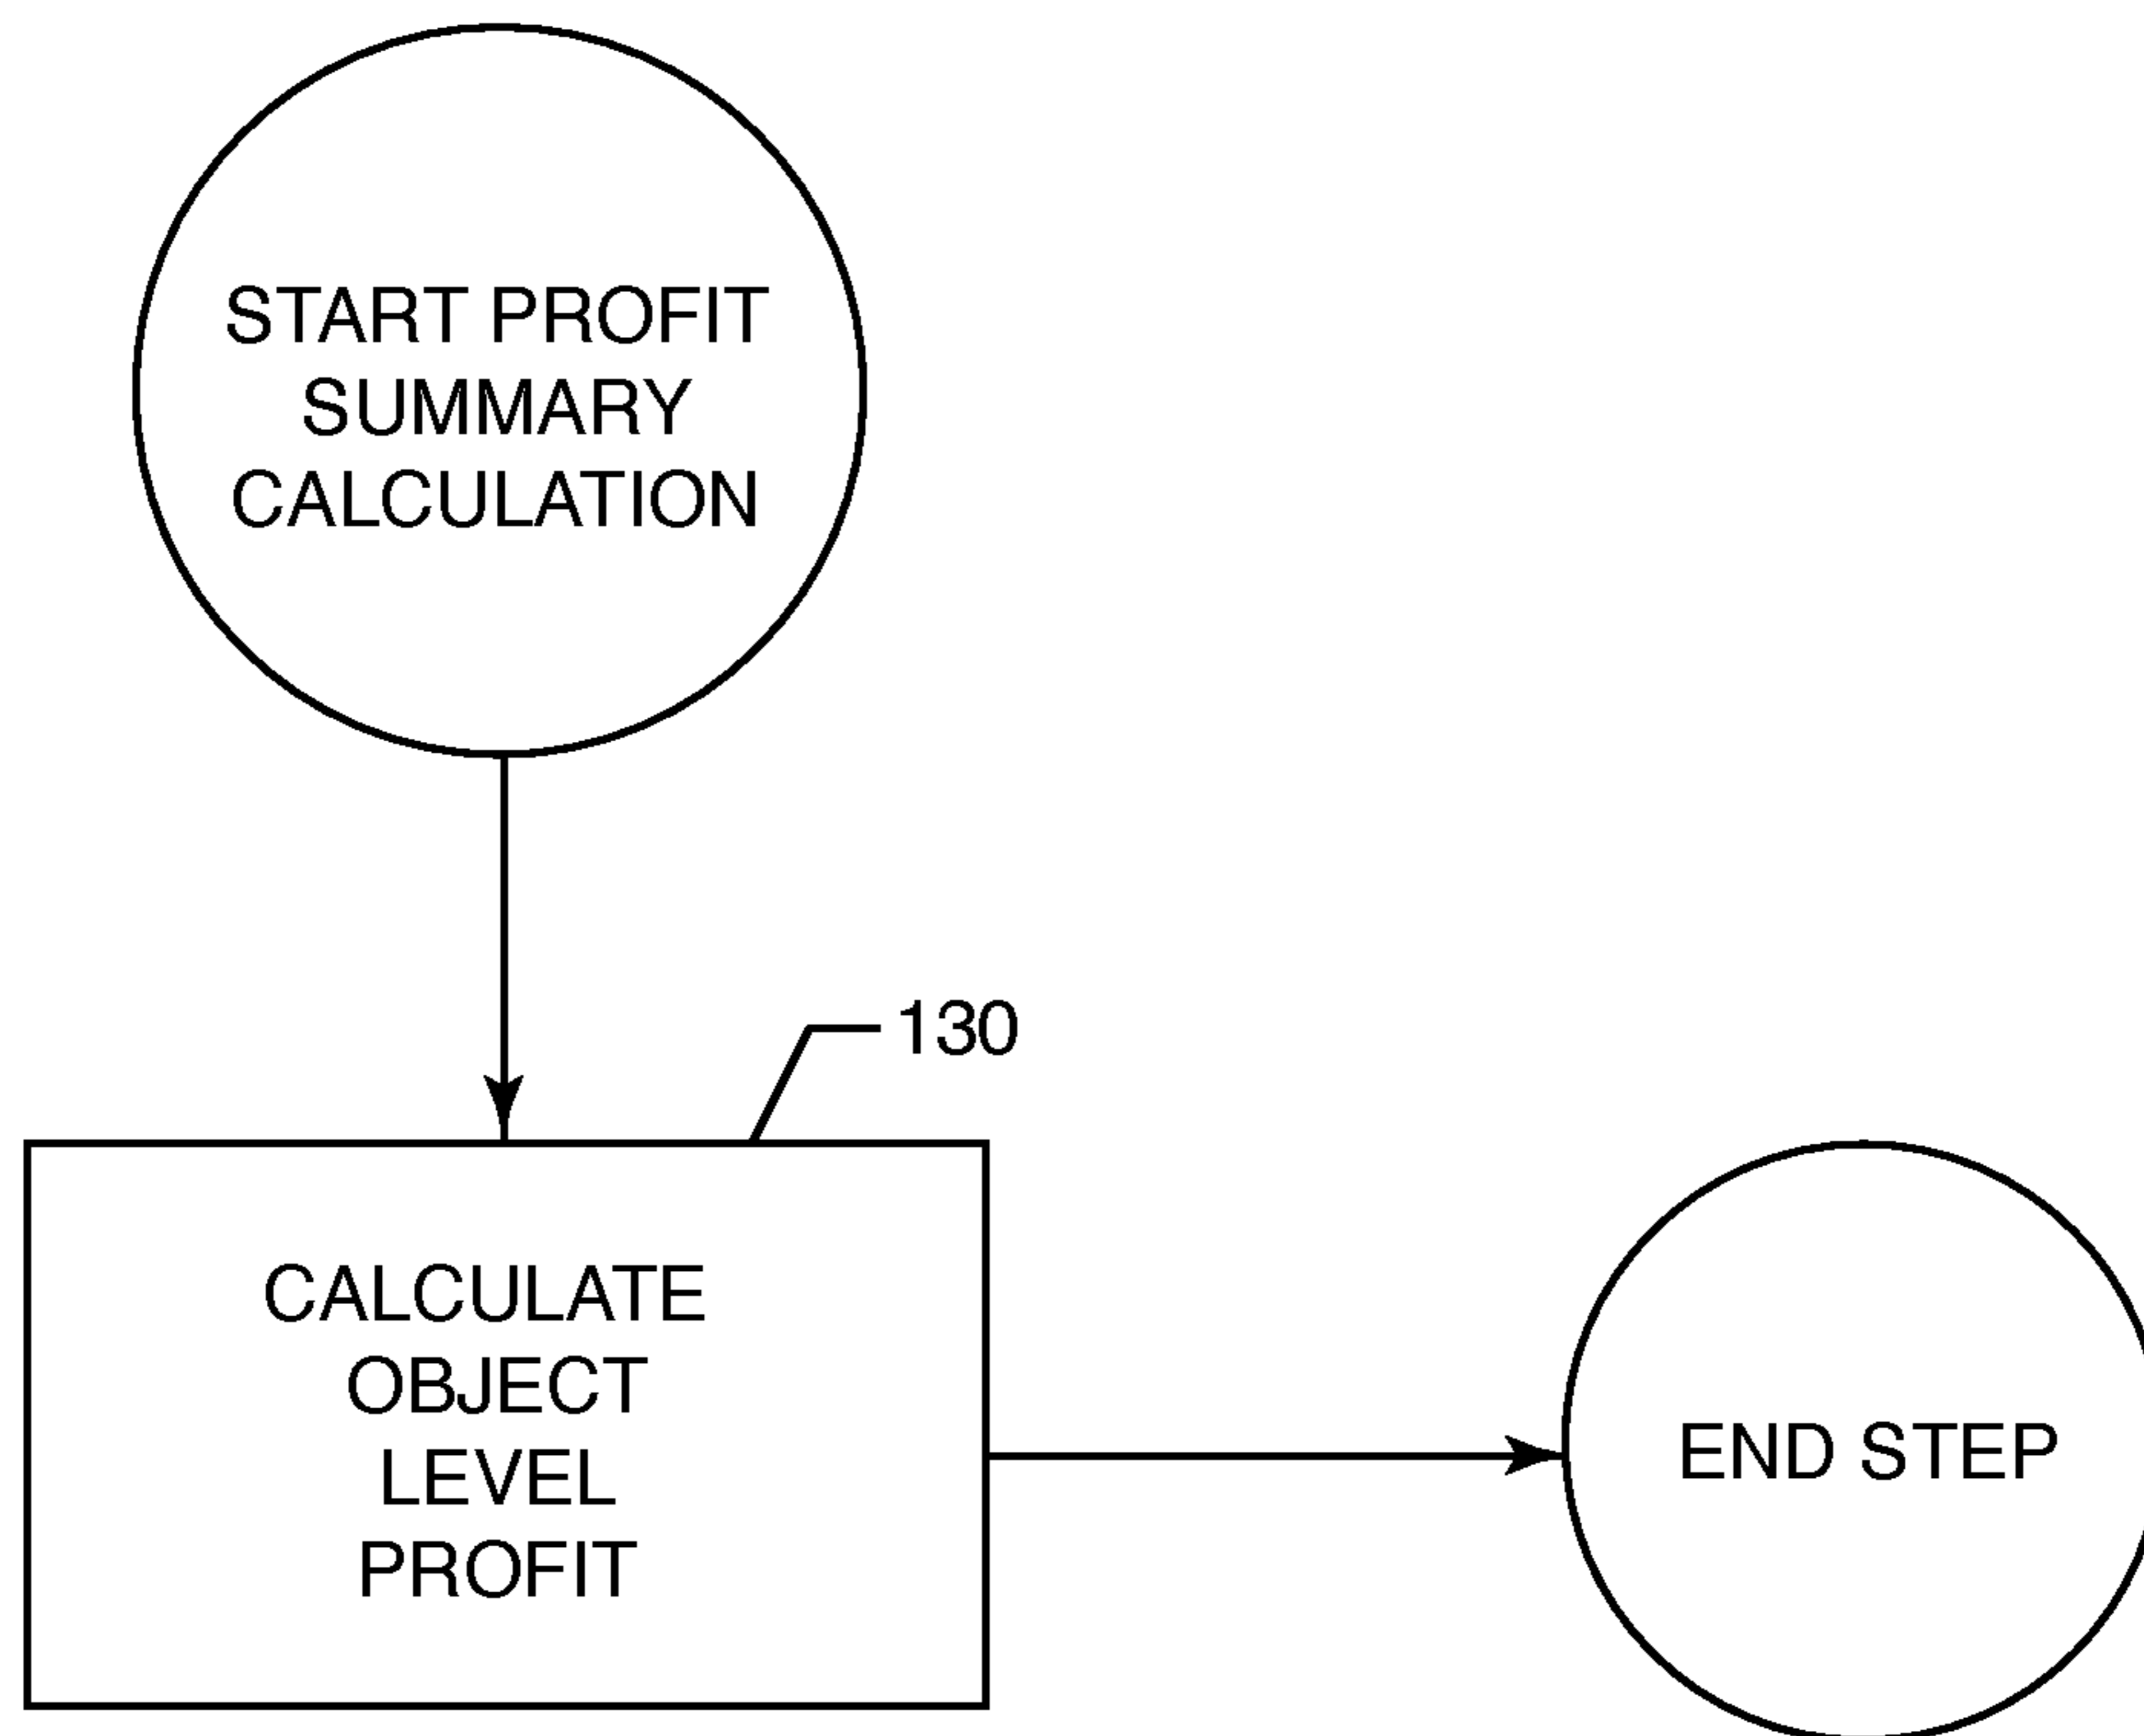 START PROFIT
SUMMARY
CALCULATION
130
CALCULATE
OBJECT
LEVEL
PROFIT
END STEP